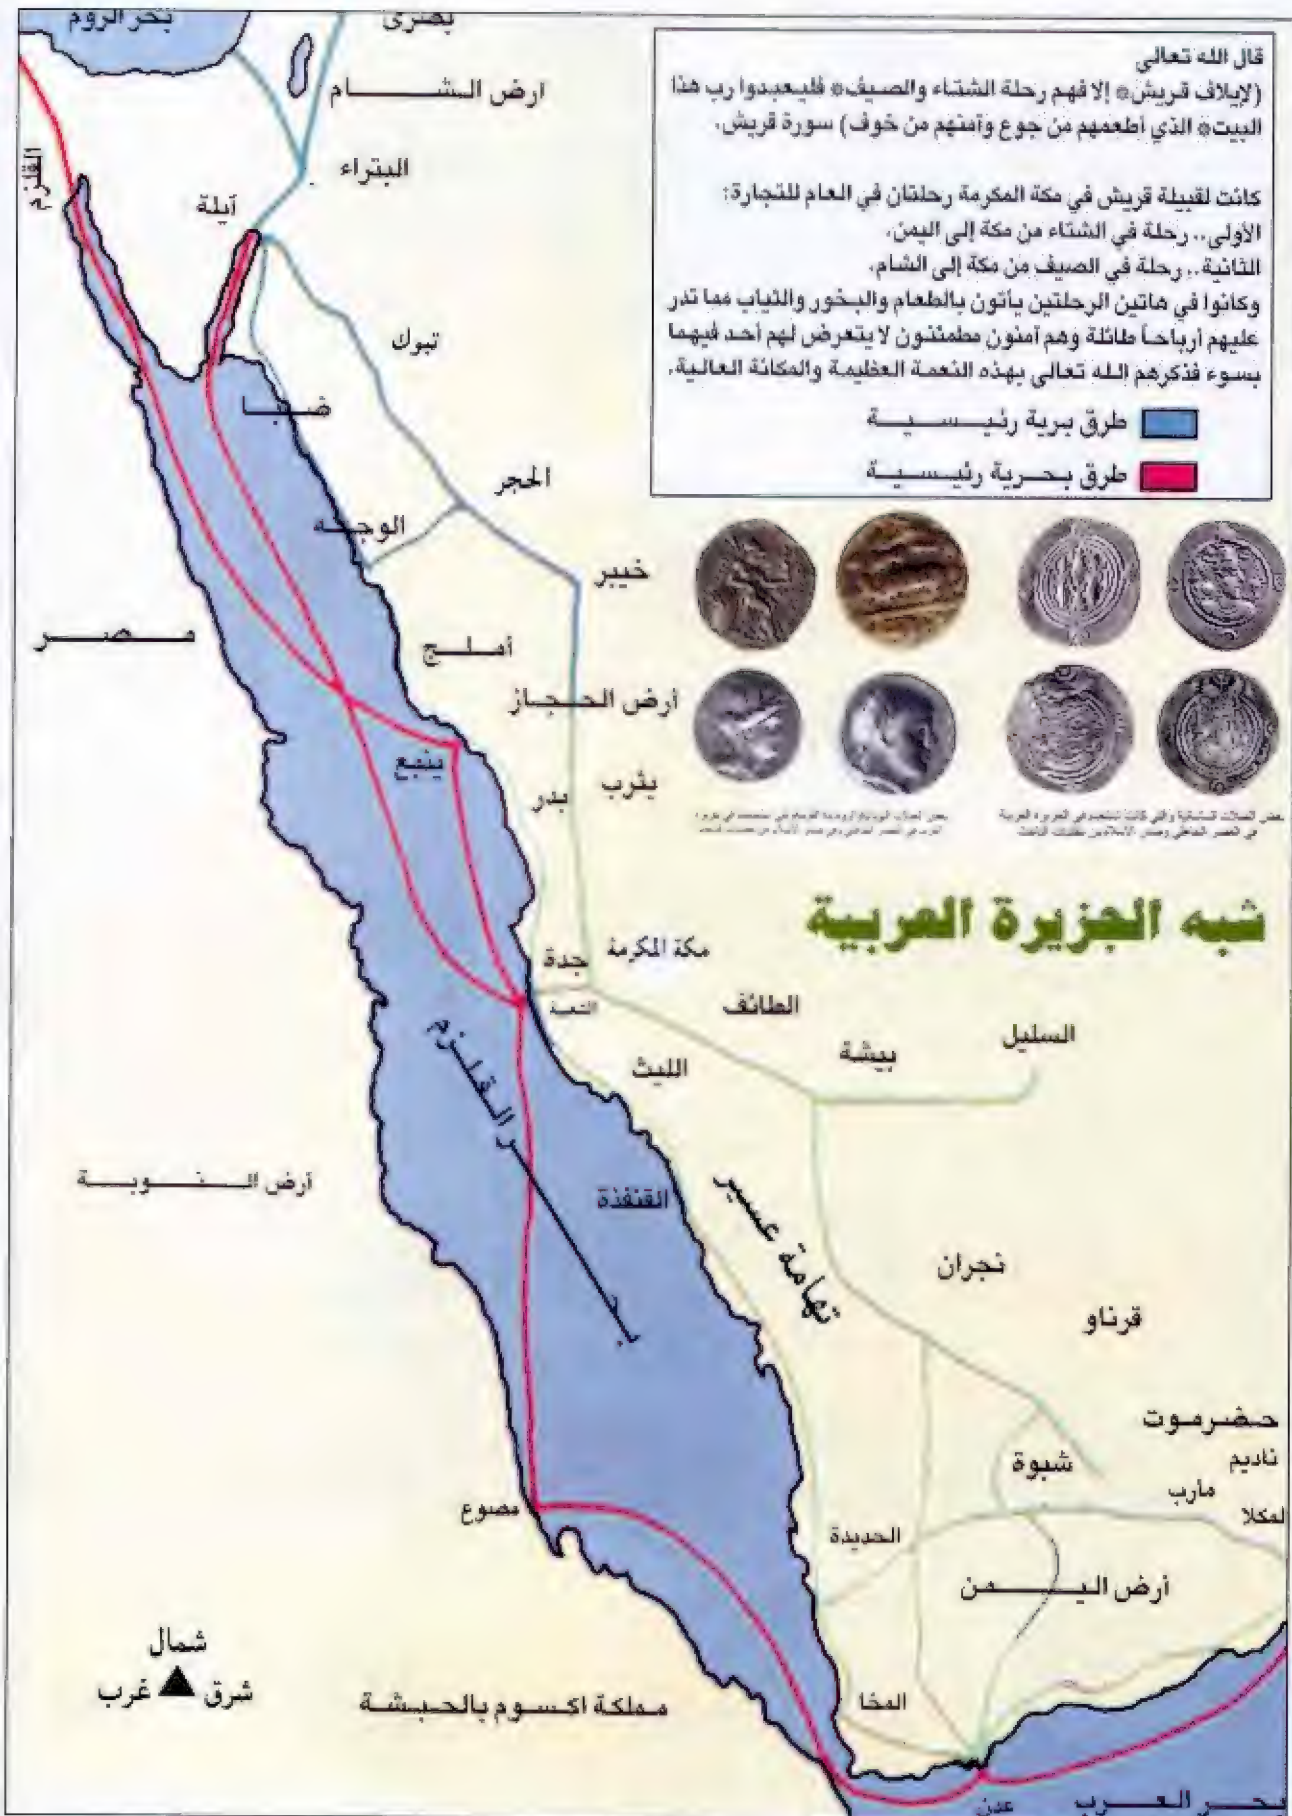 قال الله تعالى
(لإيلاف قريش* إلا فهم رحلة الشتاء والصيف* فليعبدوا رب هذا
البيت* الذي أطعمهم من جوع وآمنهم من خوف) سورة قريش.
كانت لقبيلة قريش في مكة المكرمة رحلتان في العام للتجارة:
الأولى.. رحلة في الشتاء من مكة إلى اليمن.
الثانية.. رحلة في الصيف من مكة إلى الشام.
وكانوا في هاتين الرحلتين يأتون بالطعام والبخور والثياب مما تدر
عليهم أرباحاً طائلة وهم آمنون مطمئنون لا يتعرض لهم أحد فيهما
بسوء فذكرهم الله تعالى بهذه النعمة العظيمة والمكانة العالية.
طرق برية رئيسية
طرق بحرية رئيسية
بحر الروم
بصرى
ارض الشام
البتراء
القلزم
أيلة
تبوك
ضبا
الحجر
الوجه
خيبر
مصر
أملج
أرض الحجاز
ينبع
بدر
يثرب
شبه الجزيرة العربية
جدة
مكة المكرمة
الطائف
السليل
بيشة
الليث
بحر القلزم
أرض النوبة
القنفذة
تهامة عسير
نجران
قرناو
حضرموت
شبوة
تاديم
مأرب
لمكلا
مصوع
الحديدة
أرض اليمن
شمال
شرق غرب
مملكة اكسوم بالحبشة
المخا
عدن
بحر العرب